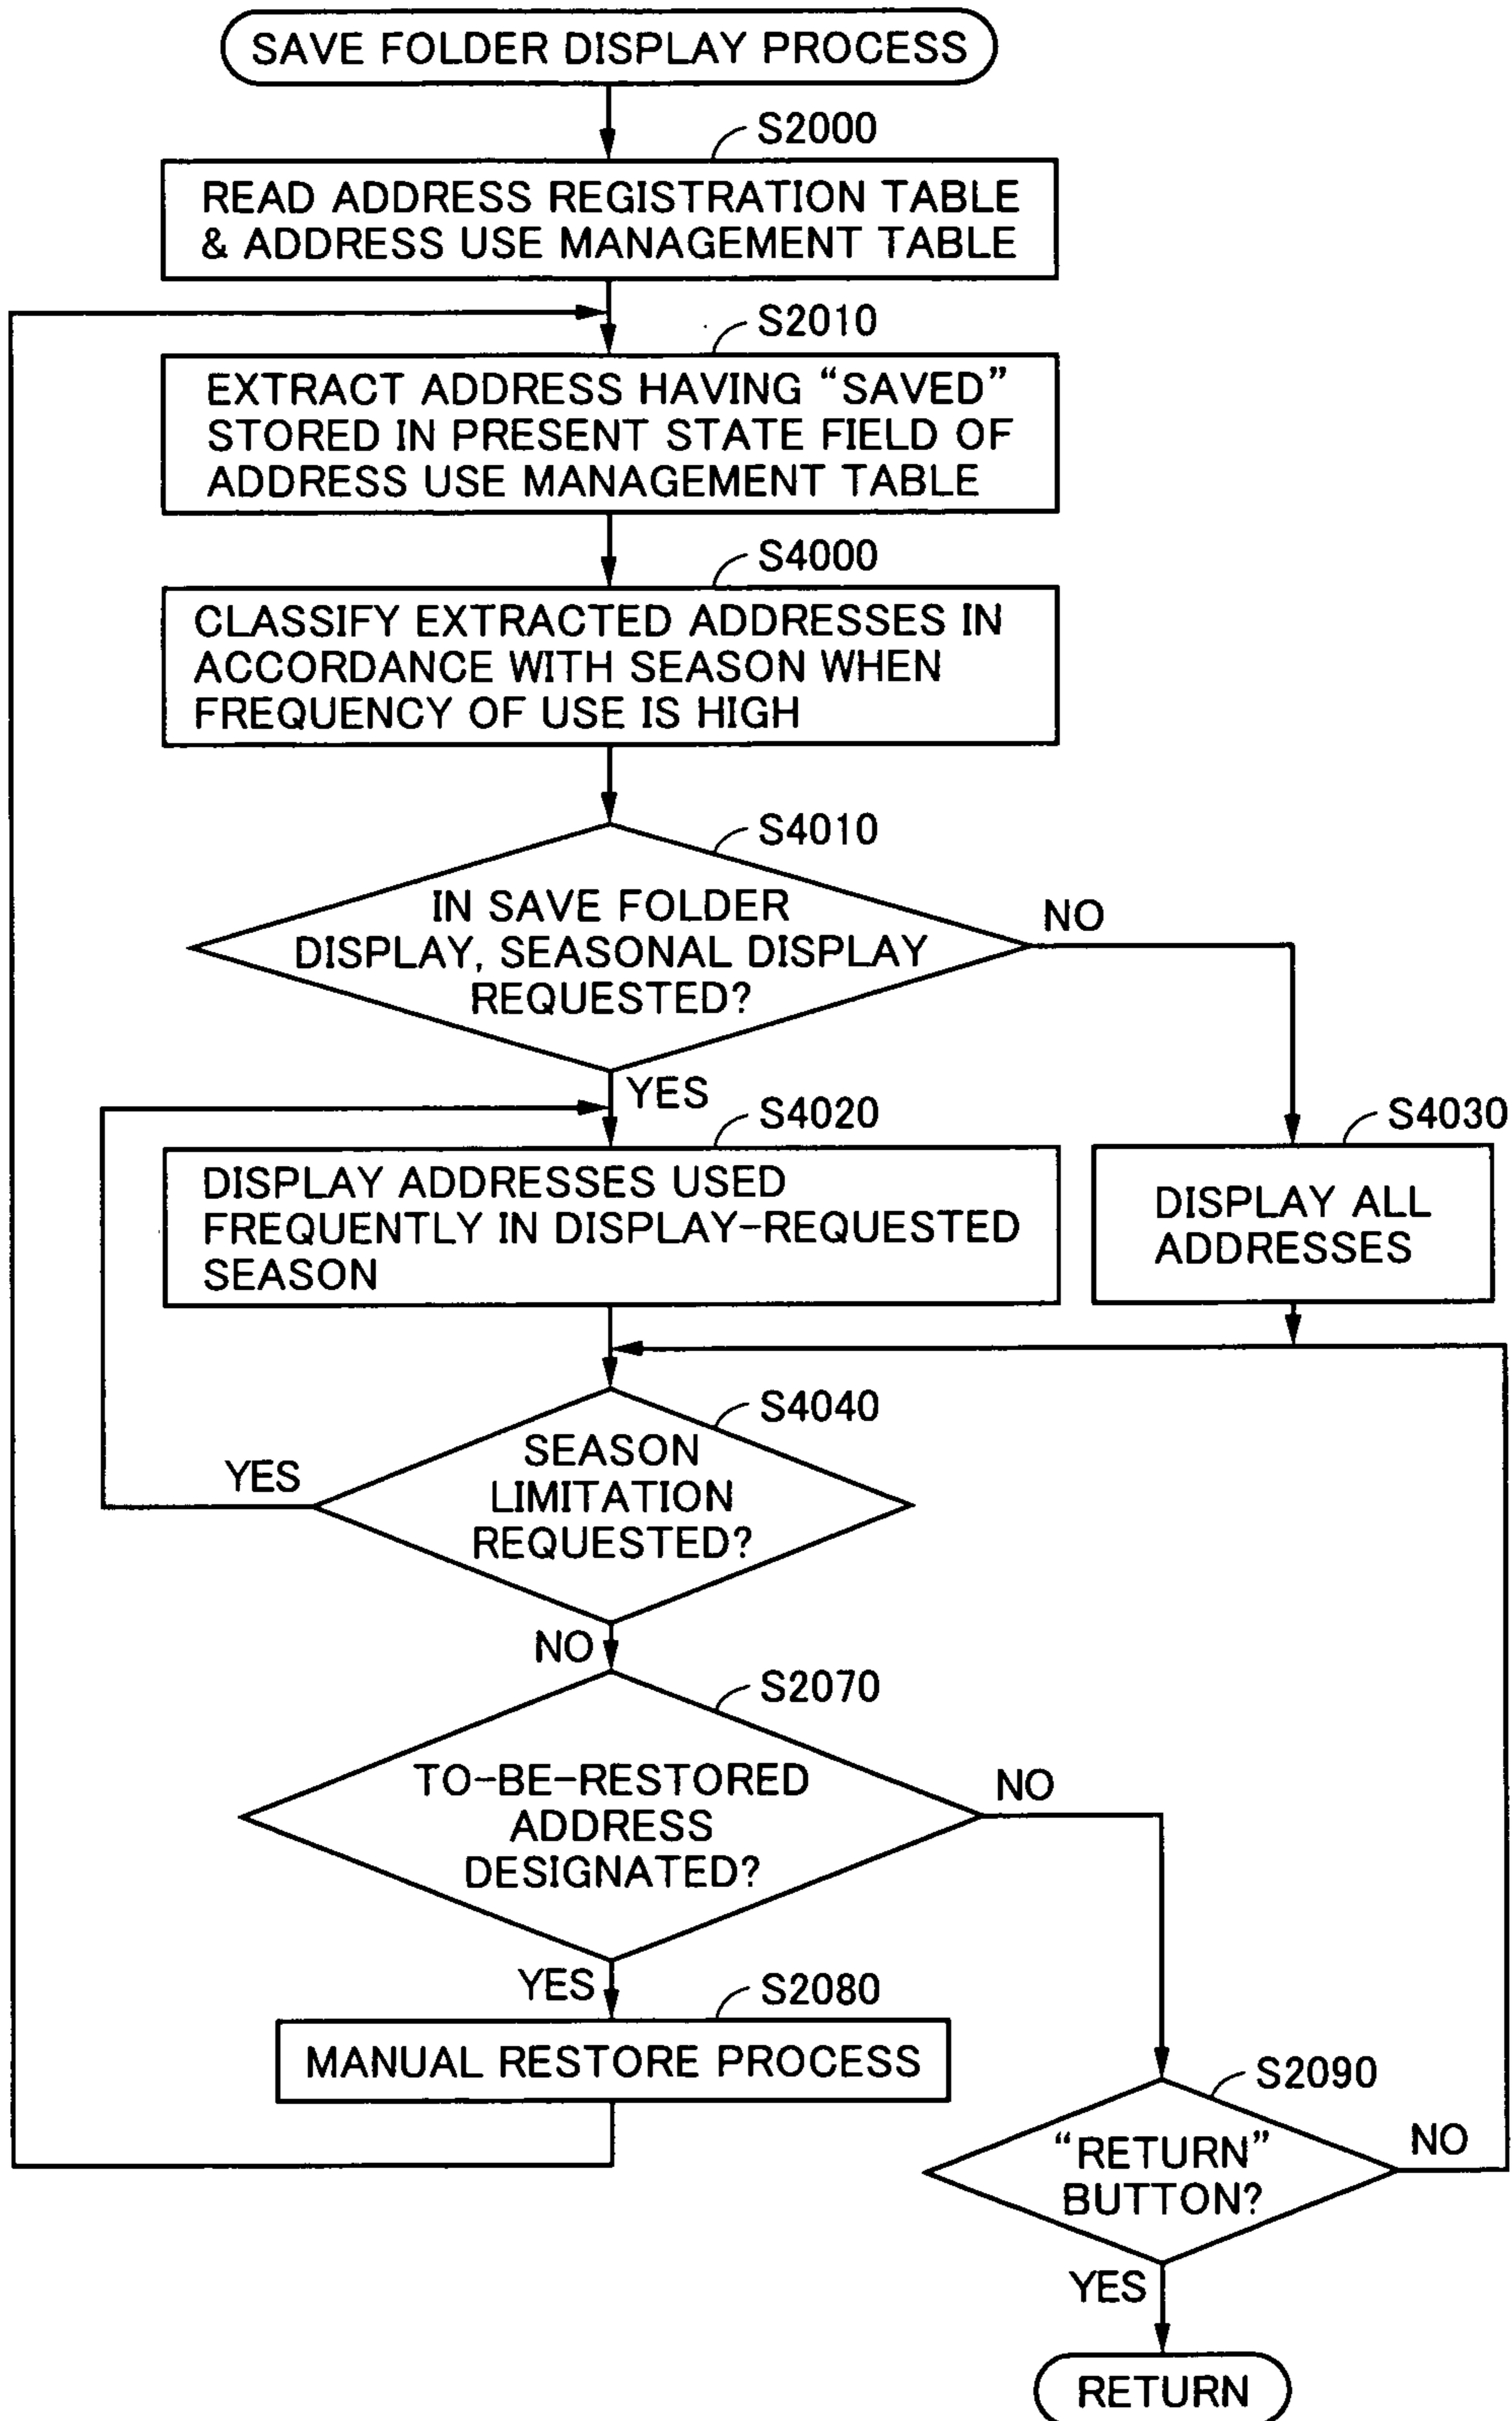 SAVE FOLDER DISPLAY PROCESS
S2000
READ ADDRESS REGISTRATION TABLE
& ADDRESS USE MANAGEMENT TABLE
S2010
EXTRACT ADDRESS HAVING “SAVED”
STORED IN PRESENT STATE FIELD OF
ADDRESS USE MANAGEMENT TABLE
S4000
CLASSIFY EXTRACTED ADDRESSES IN
ACCORDANCE WITH SEASON WHEN
FREQUENCY OF USE IS HIGH
S4010
IN SAVE FOLDER
DISPLAY, SEASONAL DISPLAY
REQUESTED?
NO
YES
S4020
DISPLAY ADDRESSES USED
FREQUENTLY IN DISPLAY-REQUESTED
SEASON
S4030
DISPLAY ALL
ADDRESSES
S4040
SEASON
LIMITATION
REQUESTED?
YES
NO
S2070
TO-BE-RESTORED
ADDRESS
DESIGNATED?
NO
YES
S2080
MANUAL RESTORE PROCESS
S2090
“RETURN”
BUTTON?
NO
YES
RETURN